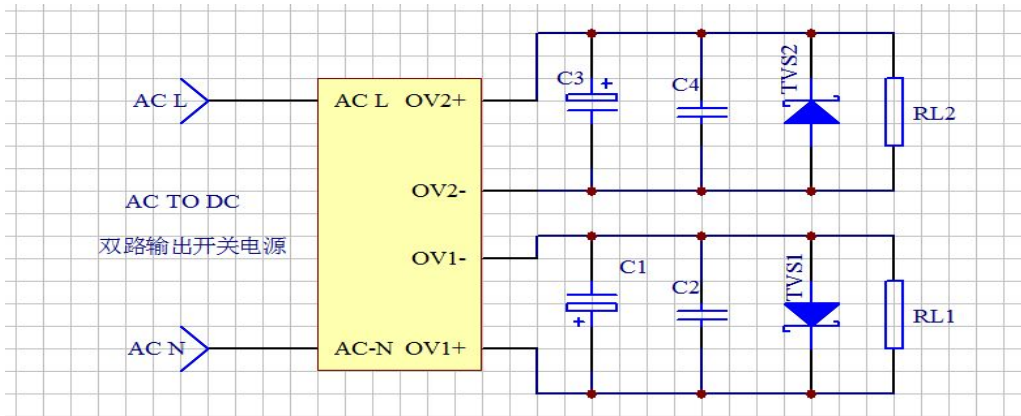 AC L
AC L OV2+
C3
+
C4
TVS2
RL2
AC TO DC
双路输出开关电源
OV2-
OV1-
C1
+
C2
TVS1
RL1
AC N
AC-N OV1+